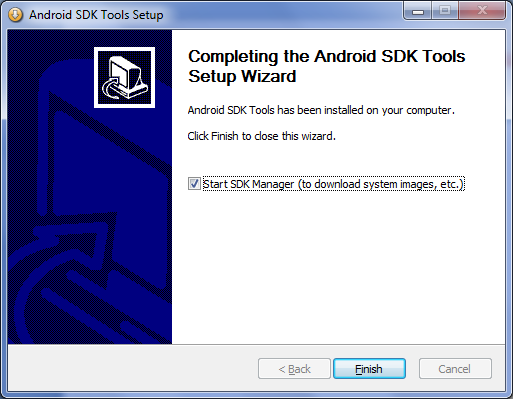 Android SDK Tools Setup
Completing the Android SDK Tools
Setup Wizard
Android SDK Tools has been installed on your computer.
Click Finish to close this wizard.
Start SDK Manager (to download system images, etc.)
< Back
Finish
Cancel